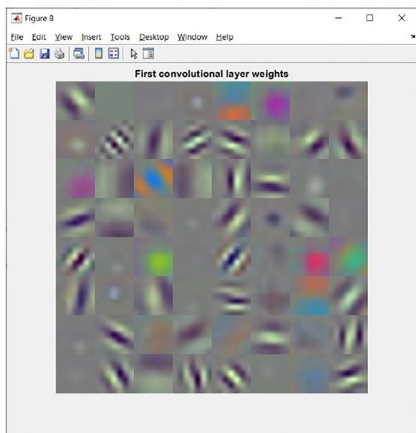 Figure 8
File Edit View Insert Tools Desktop Window Help
First convolutional layer weights